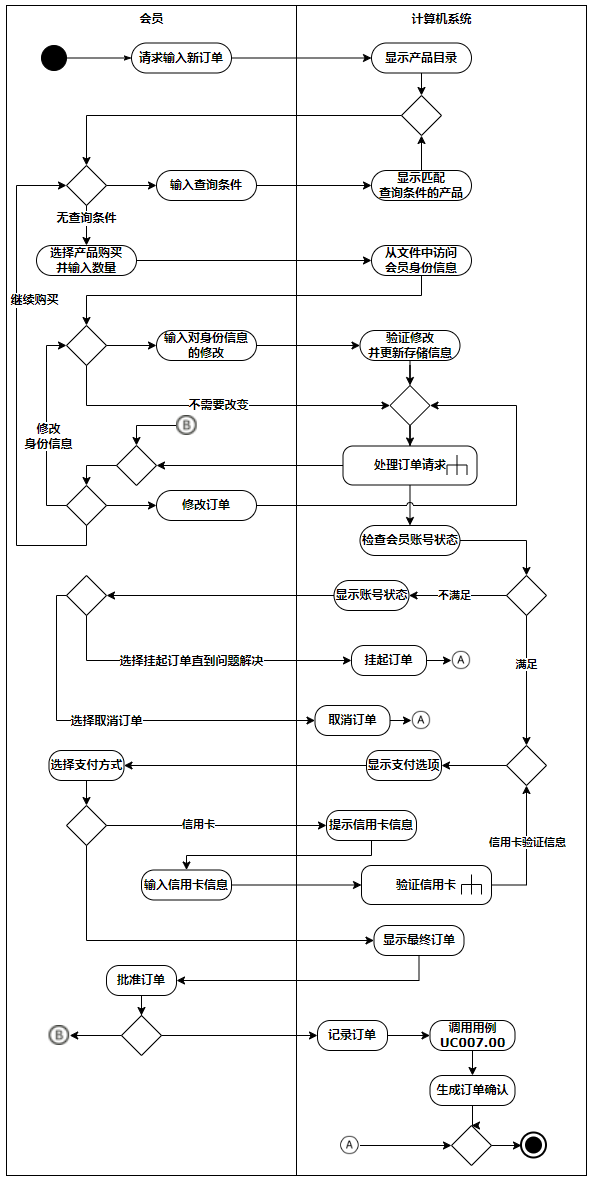 会员
计算机系统
请求输入新订单
显示产品目录
输入查询条件
显示匹配
查询条件的产品
无查询条件
选择产品购买
并输入数量
从文件中访问
会员身份信息
继续购买
输入对身份信息
的修改
验证修改
并更新存储信息
不需要改变
修改
身份信息
B
处理订单请求
修改订单
检查会员账号状态
显示账号状态
不满足
满足
选择挂起订单直到问题解决
挂起订单
A
选择取消订单
取消订单
A
选择支付方式
显示支付选项
信用卡
提示信用卡信息
信用卡验证信息
输入信用卡信息
验证信用卡
显示最终订单
批准订单
B
记录订单
调用用例
UC007.00
生成订单确认
A